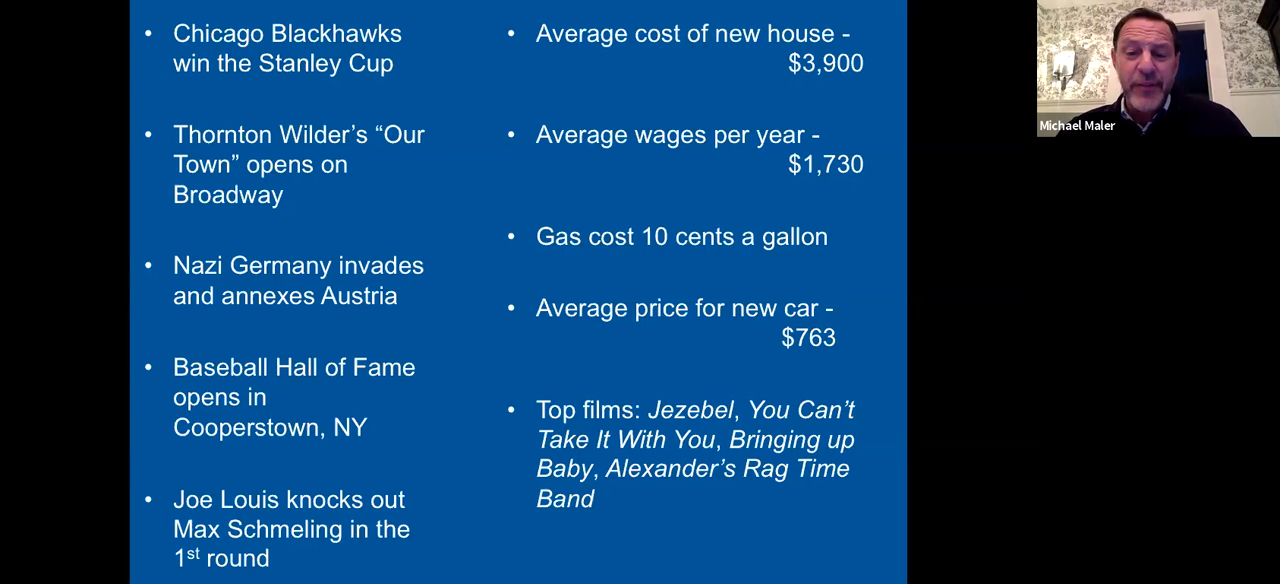 • Chicago Blackhawks
win the Stanley Cup
• Thornton Wilder’s “Our
Town” opens on
Broadway
• Nazi Germany invades
and annexes Austria
• Baseball Hall of Fame
opens in
Cooperstown, NY
• Joe Louis knocks out
Max Schmeling in the
1st round
• Average cost of new house -
$3,900
• Average wages per year -
$1,730
• Gas cost 10 cents a gallon
• Average price for new car -
$763
• Top films: Jezebel, You Can’t
Take It With You, Bringing up
Baby, Alexander’s Rag Time
Band
Michael Maler